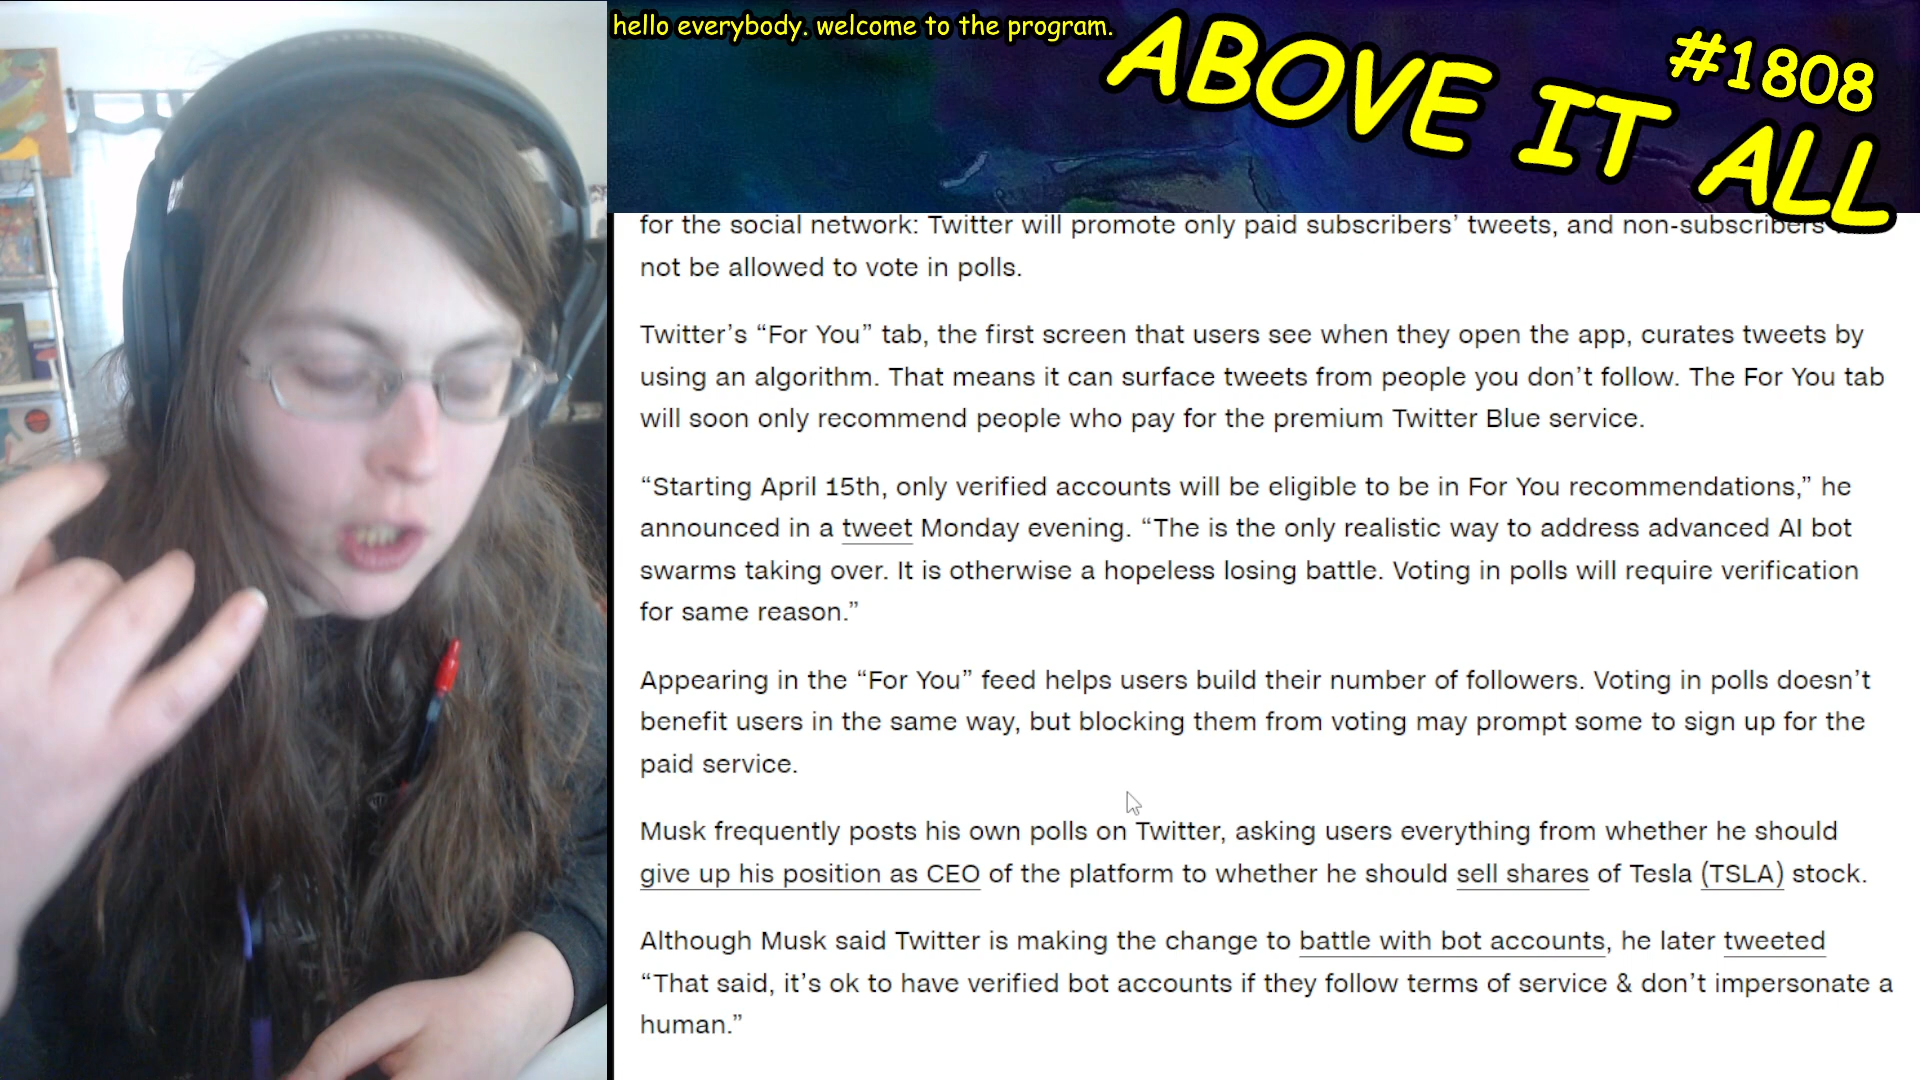 hello everybody. welcome to the program.
#1808
ABOVE IT ALL
for the social network: Twitter will promote only paid subscribers’ tweets, and non-subscribers
not be allowed to vote in polls.
Twitter’s “For You” tab, the first screen that users see when they open the app, curates tweets by
using an algorithm. That means it can surface tweets from people you don’t follow. The For You tab
will soon only recommend people who pay for the premium Twitter Blue service.
“Starting April 15th, only verified accounts will be eligible to be in For You recommendations,” he
announced in a tweet Monday evening. “The is the only realistic way to address advanced AI bot
swarms taking over. It is otherwise a hopeless losing battle. Voting in polls will require verification
for same reason.”
Appearing in the “For You” feed helps users build their number of followers. Voting in polls doesn’t
benefit users in the same way, but blocking them from voting may prompt some to sign up for the
paid service.
Musk frequently posts his own polls on Twitter, asking users everything from whether he should
give up his position as CEO of the platform to whether he should sell shares of Tesla (TSLA) stock.
Although Musk said Twitter is making the change to battle with bot accounts, he later tweeted
“That said, it’s ok to have verified bot accounts if they follow terms of service & don’t impersonate a
human.”